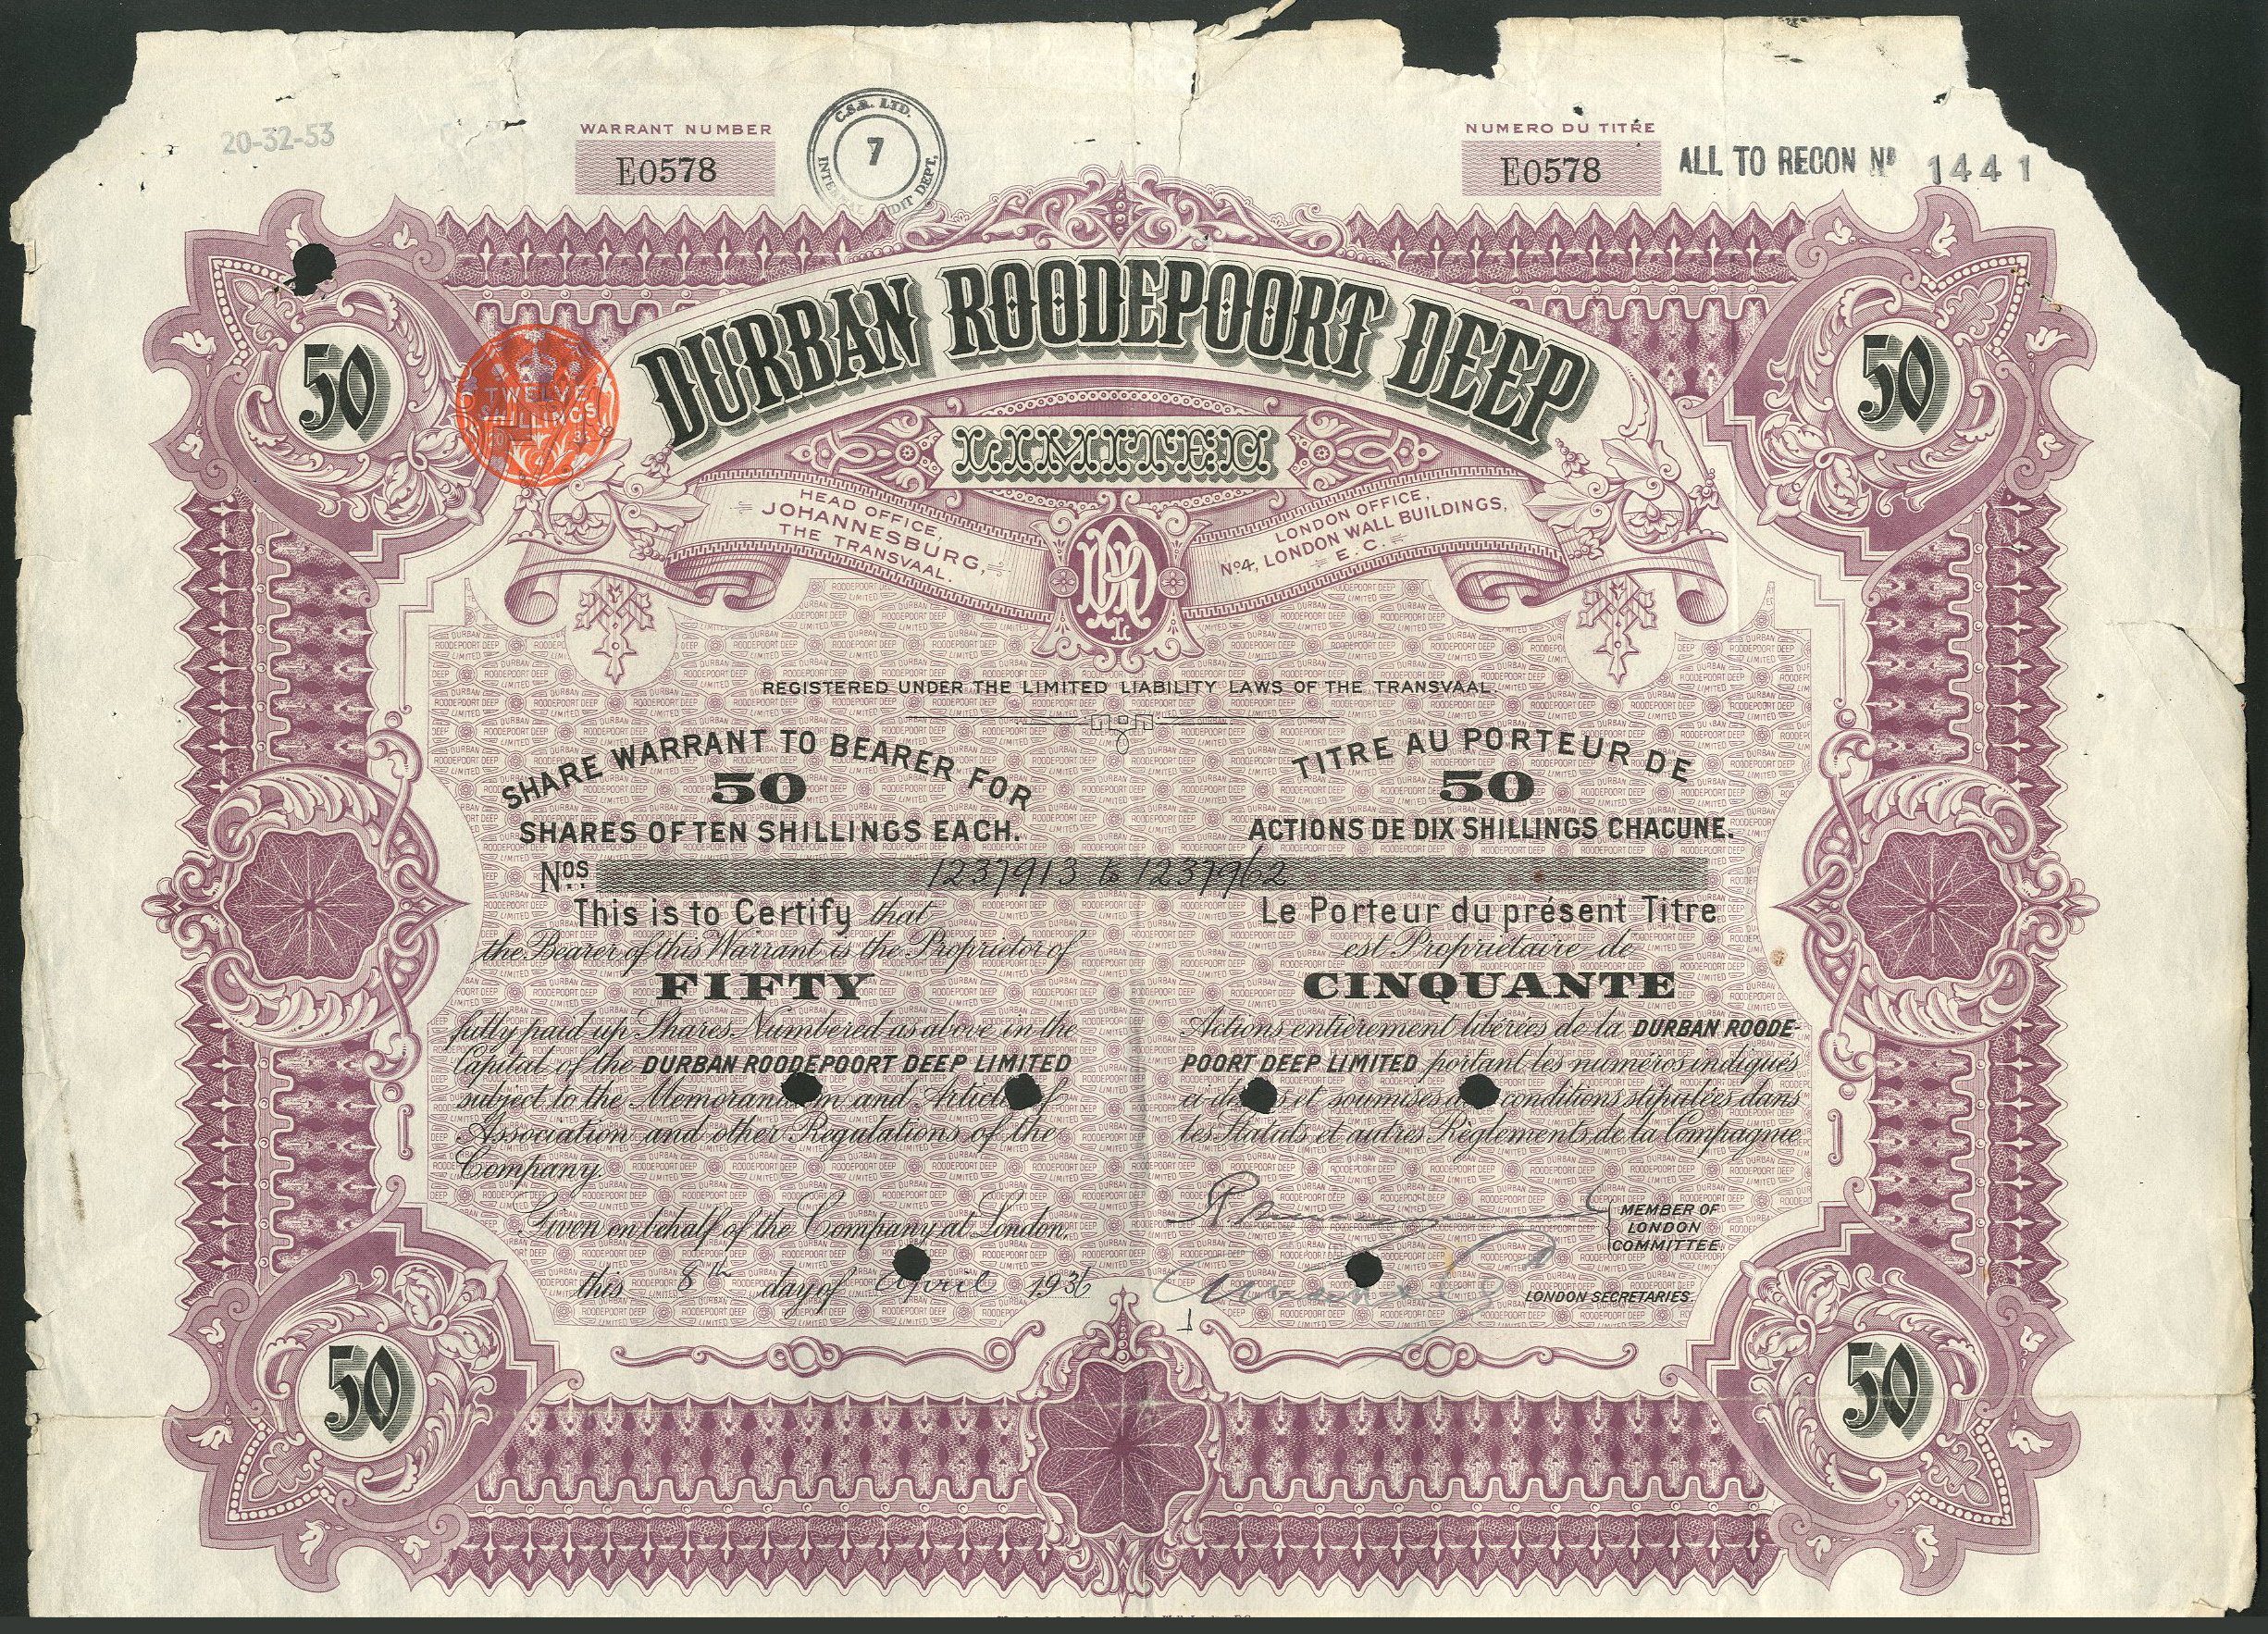 20-32-53
WARRANT NUMBER
E0578
C.S.A. LTD.
7
DEPT.
NUMERO DU TITRE
E0578
ALL TO RECON Nº 1441
50
50
TWELVE
SHILLINGS
DURBAN ROODEPOORT DEEP
LIMITED
HEAD OFFICE,
JOHANNESBURG,
THE TRANSVAAL.
LONDON OFFICE,
Nº4, LONDON WALL BUILDINGS,
E.C.
REGISTERED UNDER THE LIMITED LIABILITY LAWS OF THE TRANSVAAL.
SHARE WARRANT TO BEARER FOR
50
SHARES OF TEN SHILLINGS EACH.
TITRE AU PORTEUR DE
50
ACTIONS DE DIX SHILLINGS CHACUNE.
Nos 1237913 to 1237962
This is to Certify that
the Bearer of this Warrant is the Proprietor of
FIFTY
fully paid up Shares Numbered as above in the
Capital of the DURBAN ROODEPOORT DEEP LIMITED
subject to the Memorandum and Articles of
Association and other Regulations of the
Company.
Given on behalf of the Company at London,
this 8th day of April 1936
Le Porteur du présent Titre
est Propriétaire de
CINQUANTE
Actions entièrement libérées de la DURBAN ROODE-
POORT DEEP LIMITED portant les numéros indiqués
ci-dessus et soumises aux conditions stipulées dans
les Statuts et autres Règlements de la Compagnie
MEMBER OF
LONDON
COMMITTEE.
LONDON SECRETARIES.
50
50